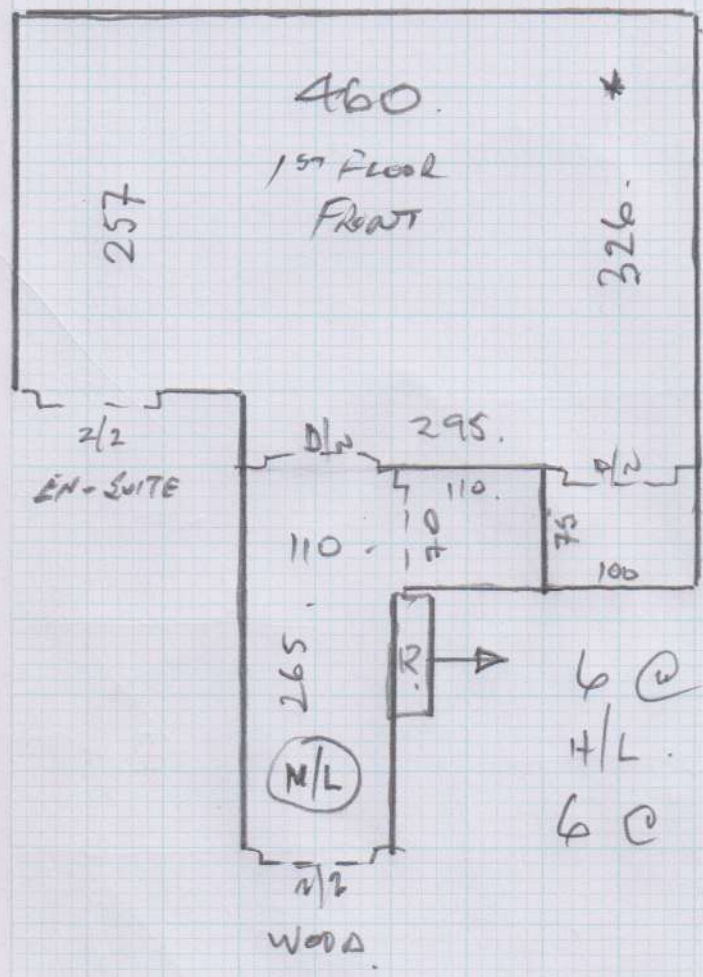 460.
*
1ST FLOOR
FRONT
257
326.
2/2
EN-SUITE
D/N
295.
D/N
110.
110.
70
75
100
265
R.
6 @
H/L.
M/L
6 @
2/2
WOOD.